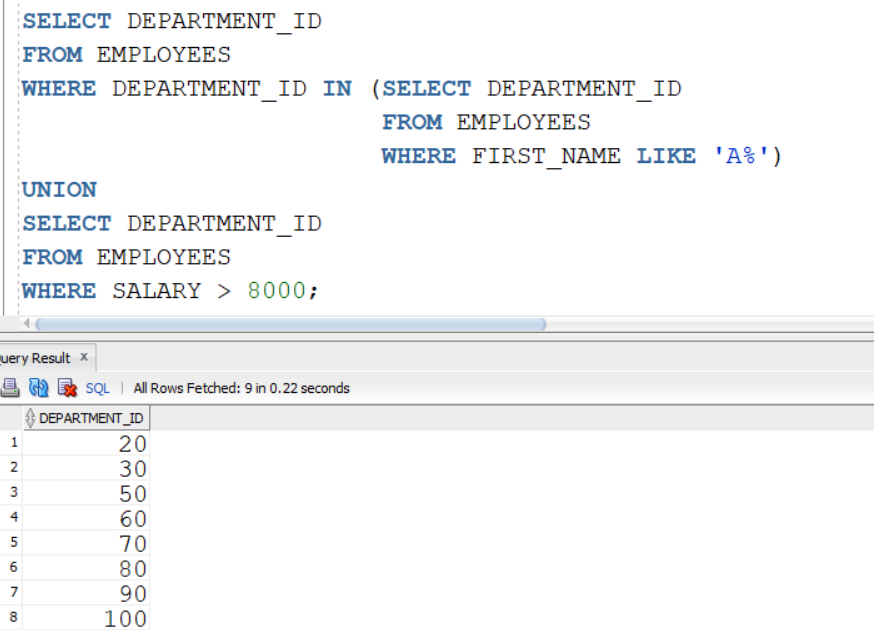 SELECT DEPARTMENT_ID
FROM EMPLOYEES
WHERE DEPARTMENT_ID IN (SELECT DEPARTMENT_ID
FROM EMPLOYEES
WHERE FIRST_NAME LIKE 'A%')
UNION
SELECT DEPARTMENT_ID
FROM EMPLOYEES
WHERE SALARY > 8000;
uery Result x
SQL | All Rows Fetched: 9 in 0.22 seconds
DEPARTMENT_ID
1 20
2 30
3 50
4 60
5 70
6 80
7 90
8 100